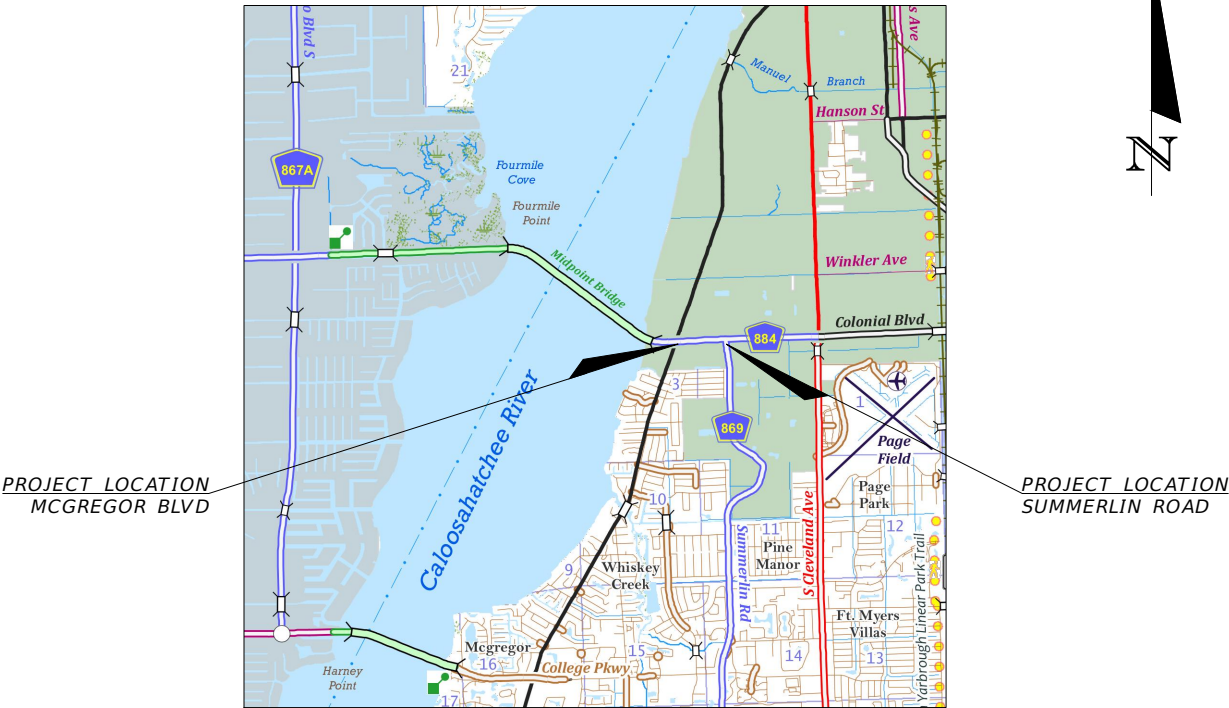 o Blvd S
s Ave
21
Manuel
Branch
Hanson St
867A
Fourmile
Cove
Fourmile
Point
Midpoint Bridge
Winkler Ave
Colonial Blvd
884
3
1
869
Page
Field
Caloosahatchee River
PROJECT LOCATION
MCGREGOR BLVD
PROJECT LOCATION
SUMMERLIN ROAD
N
10
Page
Park
11
12
Pine
Manor
S Cleveland Ave
Summerlin Rd
9
Whiskey
Creek
Yarbrough Linear Park Trail
Ft. Myers
Villas
Mcgregor
16
15
14
13
College Pkwy
Harney
Point
17